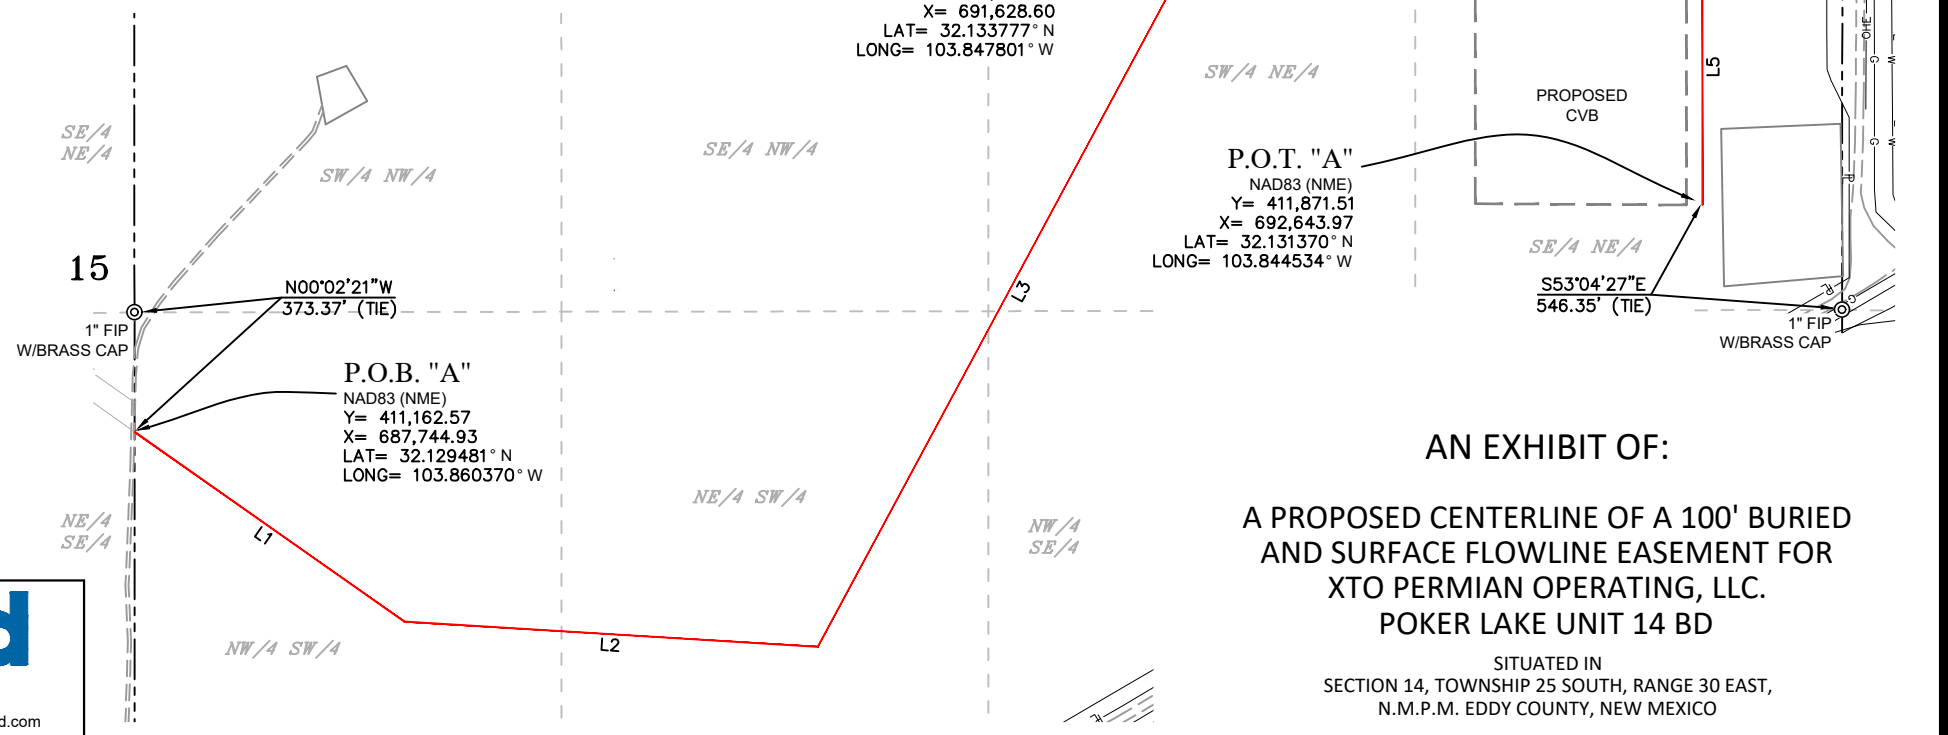 X= 691,628.60
LAT= 32.133777° N
LONG= 103.847801° W
SW/4 NE/4
L5
OHE
G
W
G
W
PROPOSED
CVB
SE/4
NE/4
SW/4 NW/4
SE/4 NW/4
P.O.T. "A"
NAD83 (NME)
Y= 411,871.51
X= 692,643.97
LAT= 32.131370° N
LONG= 103.844534° W
PL
SE/4 NE/4
15
N00°02'21"W
373.37' (TIE)
L3
S53°04'27"E
546.35' (TIE)
PL
G
1" FIP
W/BRASS CAP
1" FIP
W/BRASS CAP
P.O.B. "A"
NAD83 (NME)
Y= 411,162.57
X= 687,744.93
LAT= 32.129481° N
LONG= 103.860370° W
NE/4
SE/4
L1
NE/4 SW/4
NW/4
SE/4
NW/4 SW/4
L2
d
d.com
AN EXHIBIT OF:
A PROPOSED CENTERLINE OF A 100' BURIED
AND SURFACE FLOWLINE EASEMENT FOR
XTO PERMIAN OPERATING, LLC.
POKER LAKE UNIT 14 BD
SITUATED IN
SECTION 14, TOWNSHIP 25 SOUTH, RANGE 30 EAST,
N.M.P.M. EDDY COUNTY, NEW MEXICO